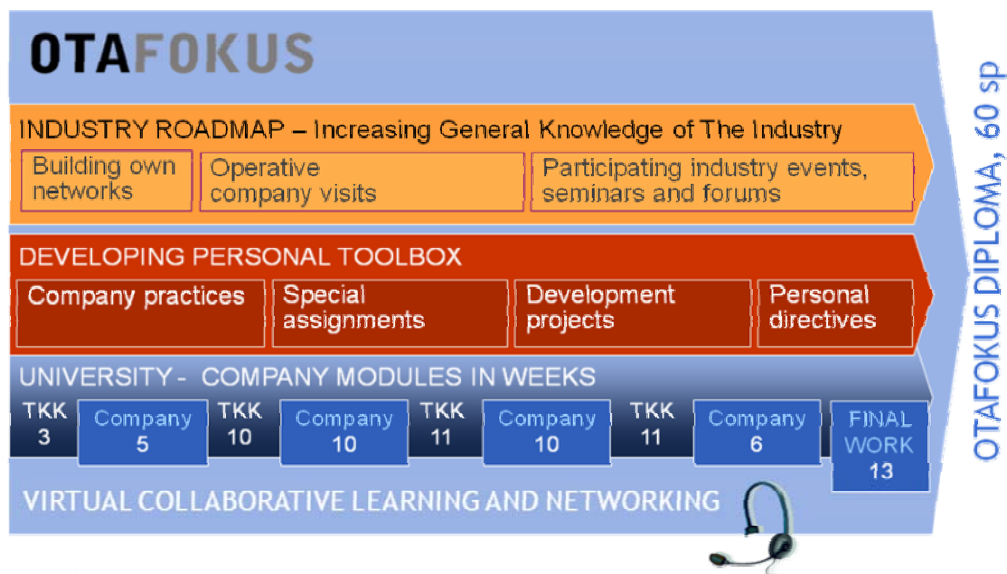 OTAFOKUS
INDUSTRY ROADMAP – Increasing General Knowledge of The Industry
Building own
networks
Operative
company visits
Participating industry events,
seminars and forums
DEVELOPING PERSONAL TOOLBOX
Company practices
Special
assignments
Development
projects
Personal
directives
UNIVERSITY - COMPANY MODULES IN WEEKS
TKK
3
Company
5
TKK
10
Company
10
TKK
11
Company
10
TKK
11
Company
6
FINAL
WORK
13
VIRTUAL COLLABORATIVE LEARNING AND NETWORKING
OTAFOKUS DIPLOMA, 60 sp